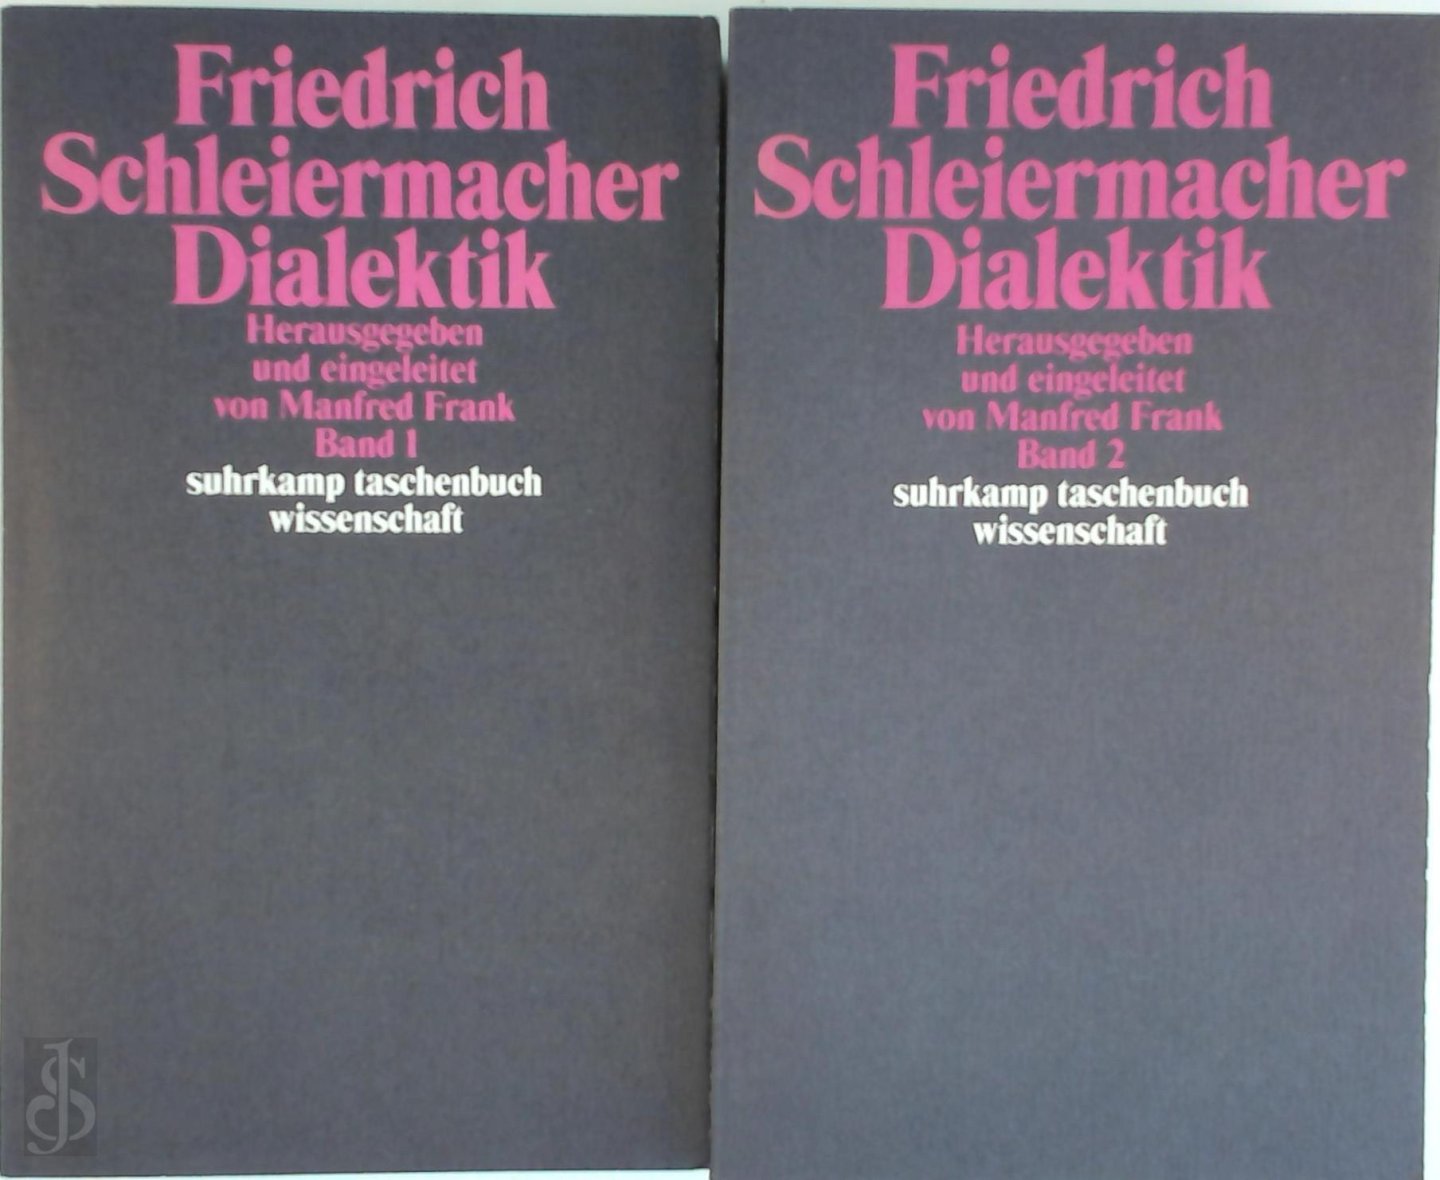 Friedrich
Schleiermacher
Dialektik
Herausgegeben
und eingeleitet
von Manfred Frank
Band 1
suhrkamp taschenbuch
wissenschaft
Friedrich
Schleiermacher
Dialektik
Herausgegeben
und eingeleitet
von Manfred Frank
Band 2
suhrkamp taschenbuch
wissenschaft